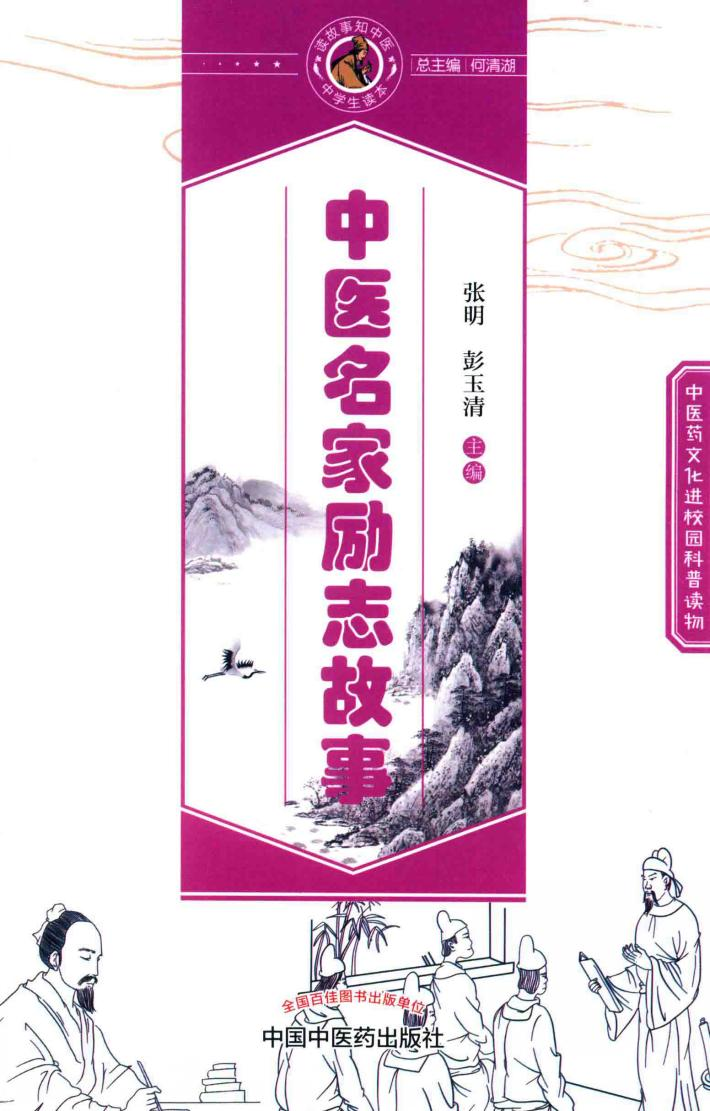 读故事知中医
中学生读本
总主编 何清湖
中医名家励志故事
张明 彭玉清 主编
中医药文化进校园科普读物
全国百佳图书出版单位
中国中医药出版社